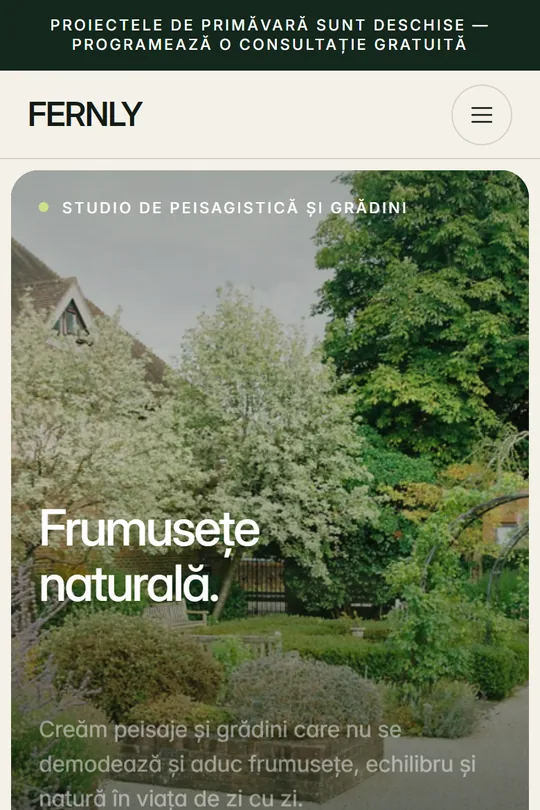 PROIECTELE DE PRIMĂVARĂ SUNT DESCHISE —
PROGRAMEAZĂ O CONSULTAȚIE GRATUITĂ
FERNLY
STUDIO DE PEISAGISTICĂ ȘI GRĂDINI
Frumusețe
naturală.
Creăm peisaje și grădini care nu se
demodează și aduc frumusețe, echilibru și
natură în viața de zi cu zi.